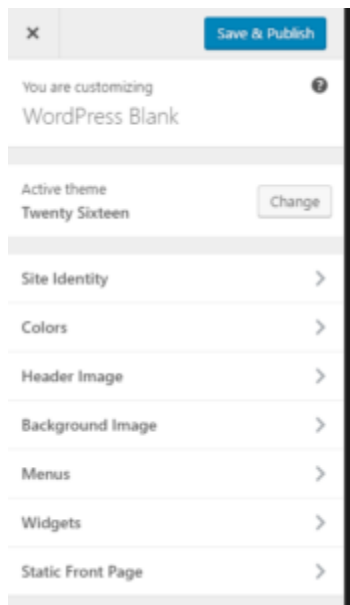 Save & Publish
You are customizing
WordPress Blank
Active theme
Twenty Sixteen
Change
Site Identity
Colors
Header Image
Background Image
Menus
Widgets
Static Front Page